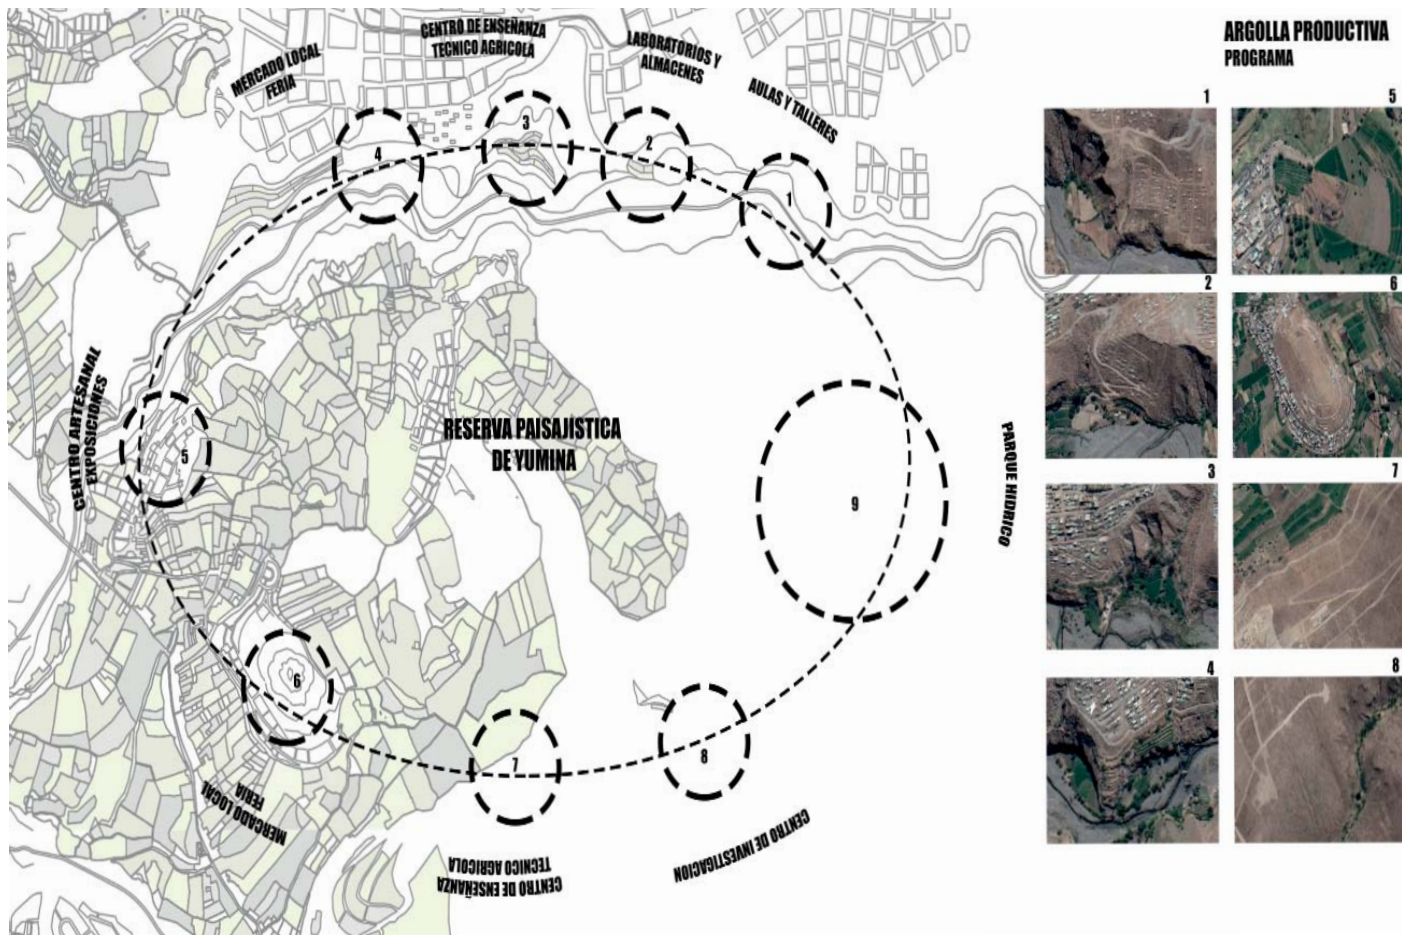 ARGOLLA PRODUCTIVA
PROGRAMA
CENTRO DE ENSEÑANZA
TECNICO AGRICOLA
MERCADO LOCAL
FERIA
LABORATORIOS Y
ALMACENES
AULAS Y TALLERES
4
3
2
1
CENTRO ARTESANAL
EXPOSICIONES
5
RESERVA PAISAJISTICA
DE YUMINA
9
PARQUE HIDRICO
6
7
8
MERCADO LOCAL
FERIA
CENTRO DE ENSEÑANZA
TECNICO AGRICOLA
CENTRO DE INVESTIGACION
1
5
2
6
3
7
4
8